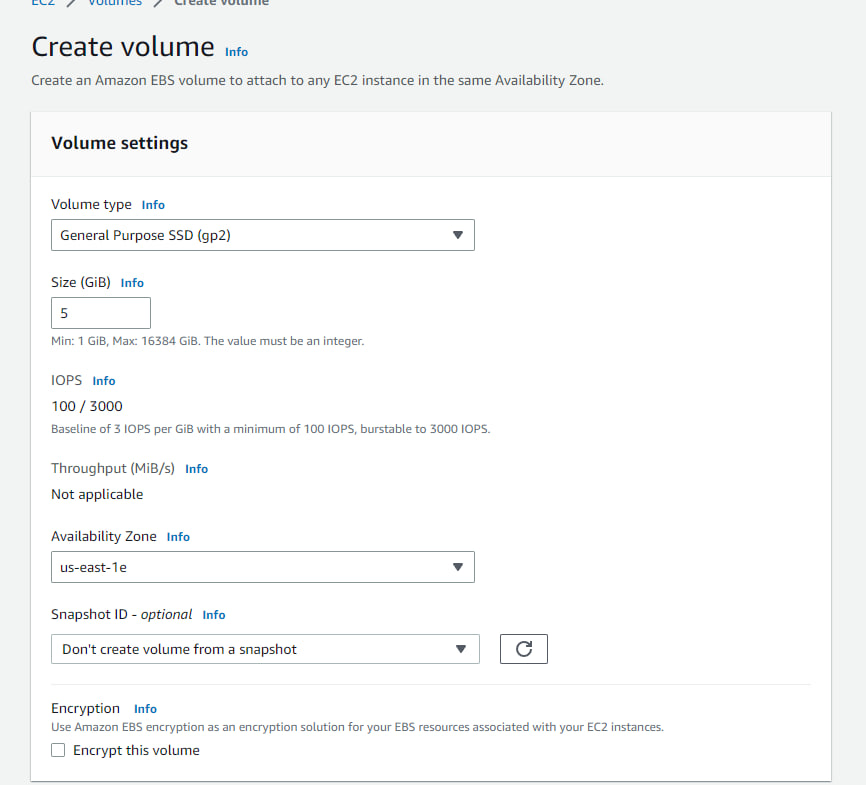 EC2 > Volumes > Create volume
Create volume Info
Create an Amazon EBS volume to attach to any EC2 instance in the same Availability Zone.
Volume settings
Volume type Info
General Purpose SSD (gp2)
Size (GiB) Info
5
Min: 1 GiB, Max: 16384 GiB. The value must be an integer.
IOPS Info
100 / 3000
Baseline of 3 IOPS per GiB with a minimum of 100 IOPS, burstable to 3000 IOPS.
Throughput (MiB/s) Info
Not applicable
Availability Zone Info
us-east-1e
Snapshot ID - optional Info
Don't create volume from a snapshot
Encryption Info
Use Amazon EBS encryption as an encryption solution for your EBS resources associated with your EC2 instances.
Encrypt this volume